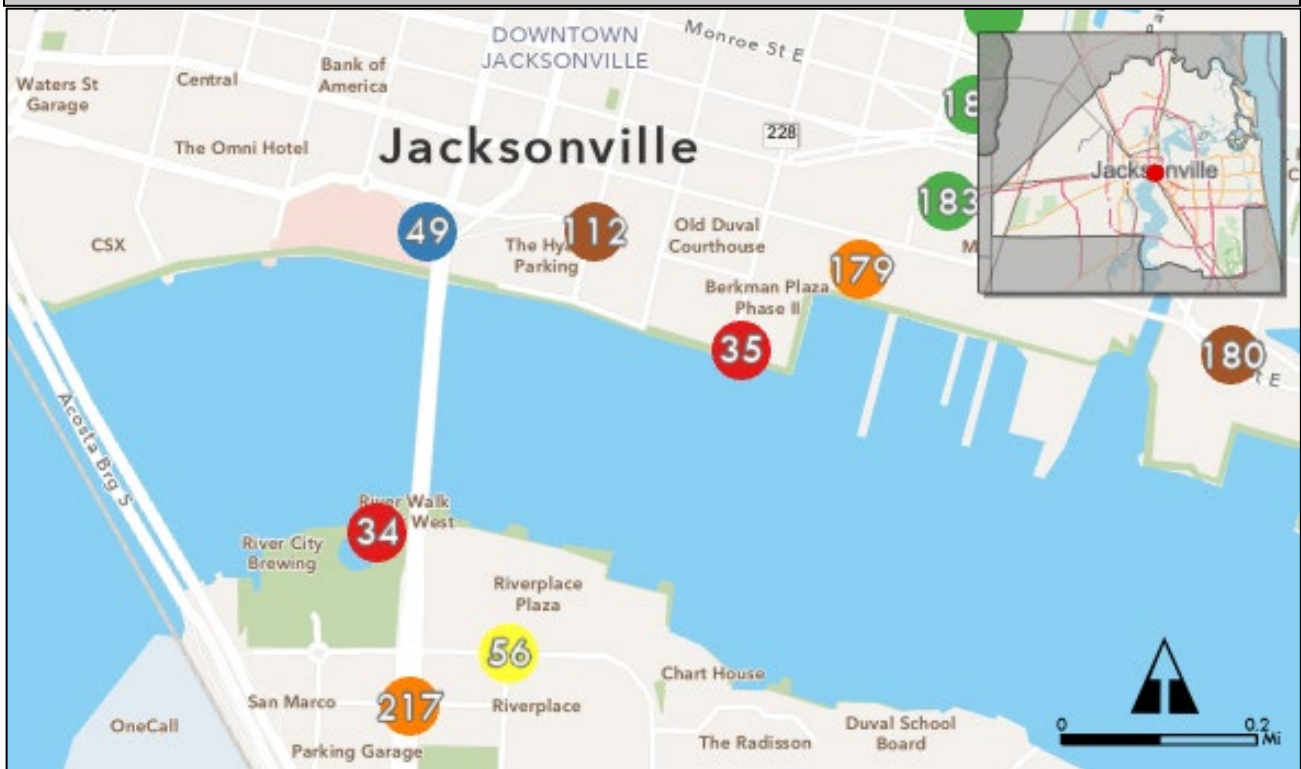 DOWNTOWN
JACKSONVILLE
Monroe St E
Bank of
America
Central
Waters St
Garage
The Omni Hotel
Jacksonville
228
18
183
Jacksonville
49
112
The Hy
Parking
Old Duval
Courthouse
CSX
179
M
Berkman Plaza
Phase II
35
180
t E
Acosta Brg S
River Walk
West
34
River City
Brewing
Riverplace
Plaza
56
Chart House
San Marco
217
Riverplace
OneCall
Parking Garage
The Radisson
Duval School
Board
0
0.2
Mi